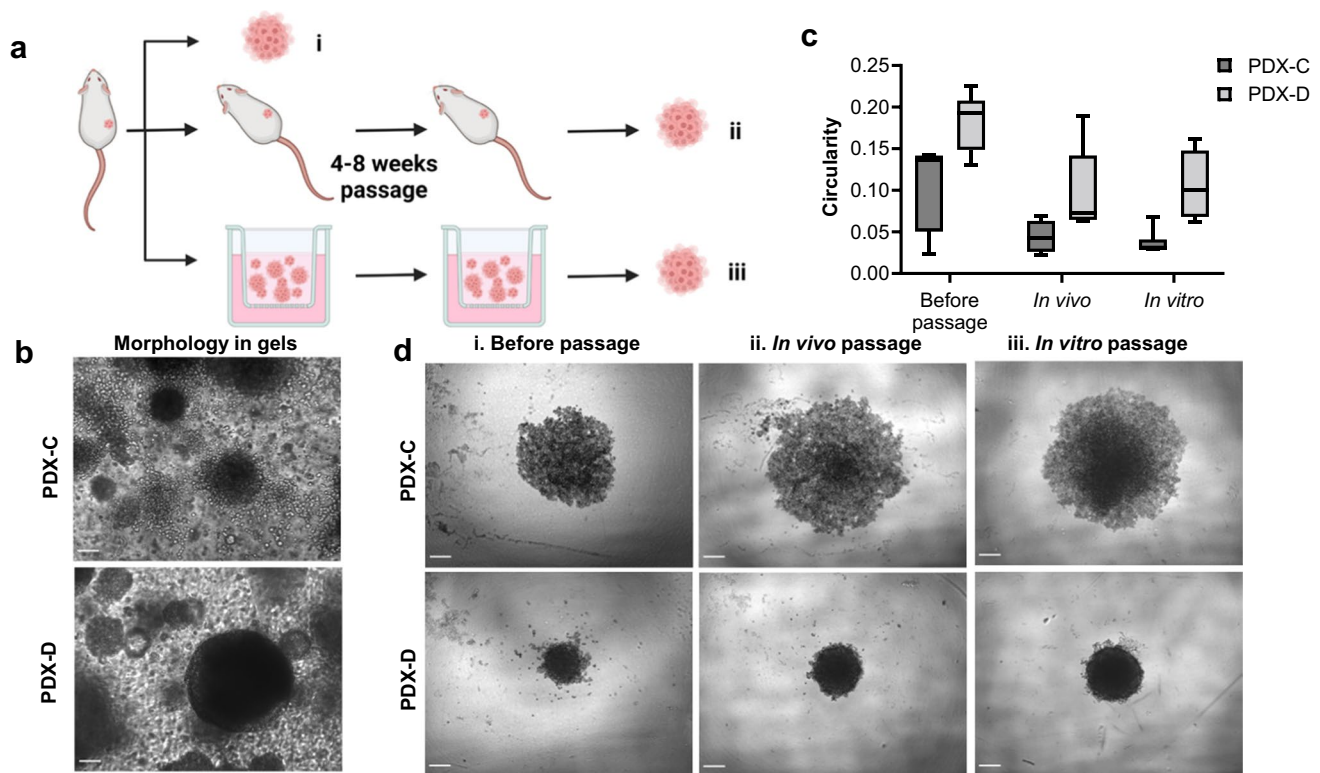 a
i
4-8 weeks
passage
ii
iii
c
0.25
0.20
0.15
0.10
0.05
0.00
Circularity
PDX-C
PDX-D
Before
passage
In vivo
In vitro
b
Morphology in gels
PDX-C
PDX-D
d
i. Before passage
ii. In vivo passage
iii. In vitro passage
PDX-C
PDX-D